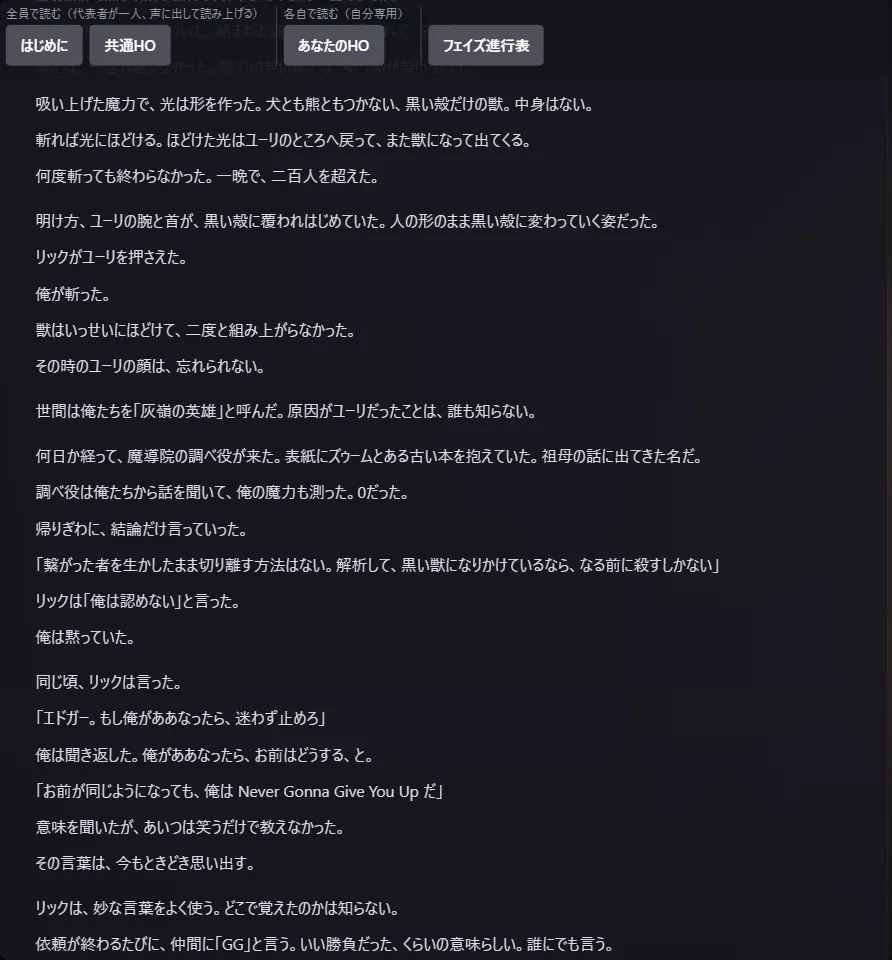 全員で読む（代表者が一人、声に出して読み上げる）
各自で読む（自分専用）
はじめに
共通HO
あなたのHO
フェイズ進行表
吸い上げた魔力で、光は形を作った。犬とも熊ともつかない、黒い殻だけの獣。中身はない。
斬れば光にほどける。ほどけた光はユーリのところへ戻って、また獣になって出てくる。
何度斬っても終わらなかった。一晩で、二百人を超えた。
明け方、ユーリの腕と首が、黒い殻に覆われはじめていた。人の形のまま黒い殻に変わっていく姿だった。
リックがユーリを押さえた。
俺が斬った。
獣はいっせいにほどけて、二度と組み上がらなかった。
その時のユーリの顔は、忘れられない。
世間は俺たちを「灰嶺の英雄」と呼んだ。原因がユーリだったことは、誰も知らない。
何日か経って、魔導院の調べ役が来た。表紙にズゥームとある古い本を抱えていた。祖母の話に出てきた名だ。
調べ役は俺たちから話を聞いて、俺の魔力も測った。0だった。
帰りぎわに、結論だけ言っていった。
「繋がった者を生かしたまま切り離す方法はない。解析して、黒い獣になりかけているなら、なる前に殺すしかない」
リックは「俺は認めない」と言った。
俺は黙っていた。
同じ頃、リックは言った。
「エドガー。もし俺がああなったら、迷わず止めろ」
俺は聞き返した。俺がああなったら、お前はどうする、と。
「お前が同じようになっても、俺は Never Gonna Give You Up だ」
意味を聞いたが、あいつは笑うだけで教えなかった。
その言葉は、今もときどき思い出す。
リックは、妙な言葉をよく使う。どこで覚えたのかは知らない。
依頼が終わるたびに、仲間に「GG」と言う。いい勝負だった、くらいの意味らしい。誰にでも言う。